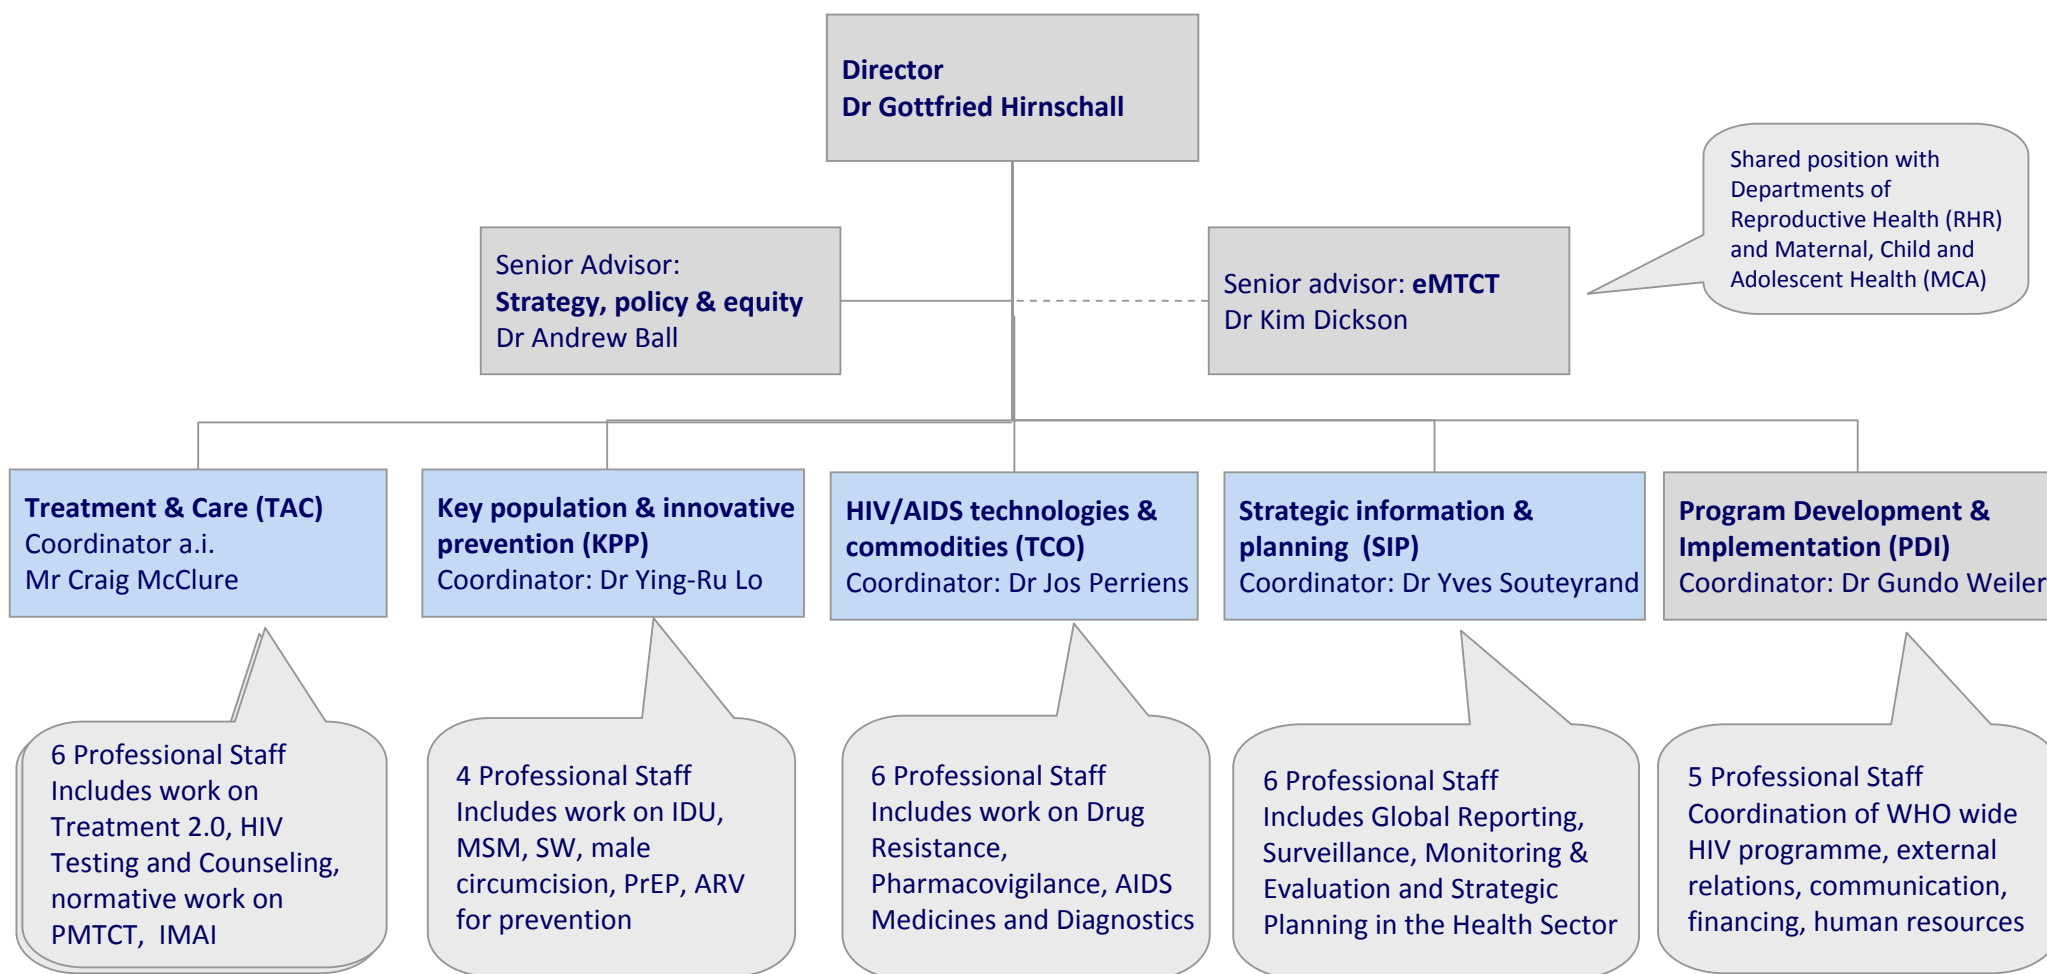 Director
Dr Gottfried Hirnschall
Shared position with
Departments of
Reproductive Health (RHR)
and Maternal, Child and
Adolescent Health (MCA)
Senior Advisor:
Strategy, policy & equity
Dr Andrew Ball
Senior advisor: eMTCT
Dr Kim Dickson
Treatment & Care (TAC)
Coordinator a.i.
Mr Craig McClure
Key population & innovative
prevention (KPP)
Coordinator: Dr Ying-Ru Lo
HIV/AIDS technologies &
commodities (TCO)
Coordinator: Dr Jos Perriens
Strategic information &
planning (SIP)
Coordinator: Dr Yves Souteyrand
Program Development &
Implementation (PDI)
Coordinator: Dr Gundo Weiler
6 Professional Staff
Includes work on
Treatment 2.0, HIV
Testing and Counseling,
normative work on
PMTCT, IMAI
4 Professional Staff
Includes work on IDU,
MSM, SW, male
circumcision, PrEP, ARV
for prevention
6 Professional Staff
Includes work on Drug
Resistance,
Pharmacovigilance, AIDS
Medicines and Diagnostics
6 Professional Staff
Includes Global Reporting,
Surveillance, Monitoring &
Evaluation and Strategic
Planning in the Health Sector
5 Professional Staff
Coordination of WHO wide
HIV programme, external
relations, communication,
financing, human resources